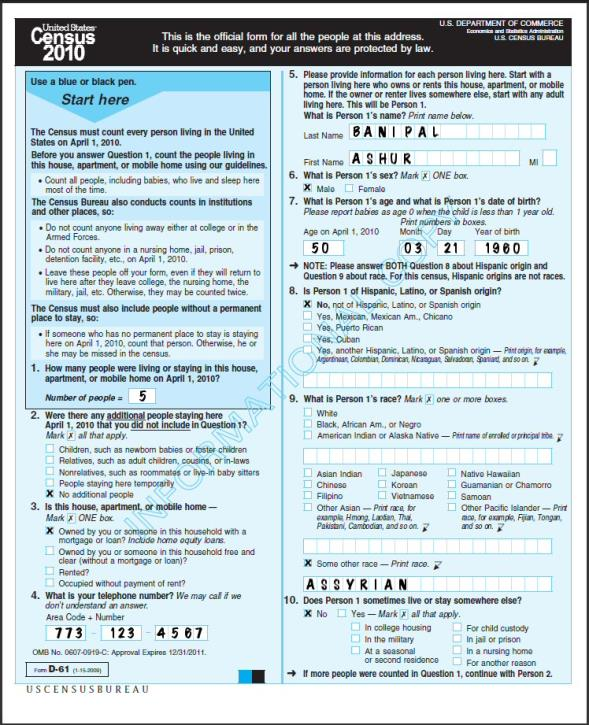 United States®
Census
2010
This is the official form for all the people at this address.
It is quick and easy, and your answers are protected by law.
U.S. DEPARTMENT OF COMMERCE
Economics and Statistics Administration
U.S. CENSUS BUREAU
Use a blue or black pen.
Start here
The Census must count every person living in the United
States on April 1, 2010.
Before you answer Question 1, count the people living in
this house, apartment, or mobile home using our guidelines.
• Count all people, including babies, who live and sleep here
most of the time.
The Census Bureau also conducts counts in institutions
and other places, so:
• Do not count anyone living away either at college or in the
Armed Forces.
• Do not count anyone in a nursing home, jail, prison,
detention facility, etc., on April 1, 2010.
• Leave these people off your form, even if they will return to
live here after they leave college, the nursing home, the
military, jail, etc. Otherwise, they may be counted twice.
The Census must also include people without a permanent
place to stay, so:
• If someone who has no permanent place to stay is staying
here on April 1, 2010, count that person. Otherwise, he or
she may be missed in the census.
1. How many people were living or staying in this house,
apartment, or mobile home on April 1, 2010?
Number of people = 5
2. Were there any additional people staying here
April 1, 2010 that you did not include in Question 1?
Mark X all that apply.
Children, such as newborn babies or foster children
Relatives, such as adult children, cousins, or in-laws
Nonrelatives, such as roommates or live-in baby sitters
People staying here temporarily
X No additional people
3. Is this house, apartment, or mobile home —
Mark X ONE box.
X Owned by you or someone in this household with a
mortgage or loan? Include home equity loans.
Owned by you or someone in this household free and
clear (without a mortgage or loan)?
Rented?
Occupied without payment of rent?
4. What is your telephone number? We may call if we
don't understand an answer.
Area Code + Number
773 - 123 - 4567
OMB No. 0607-0919-C: Approval Expires 12/31/2011.
Form D-61 (1-15-2009)
USCENSUSBUREAU
5. Please provide information for each person living here. Start with a
person living here who owns or rents this house, apartment, or mobile
home. If the owner or renter lives somewhere else, start with any adult
living here. This will be Person 1.
What is Person 1's name? Print name below.
Last Name BANIPAL
First Name ASHUR MI
6. What is Person 1's sex? Mark X ONE box.
X Male Female
7. What is Person 1's age and what is Person 1's date of birth?
Please report babies as age 0 when the child is less than 1 year old.
Print numbers in boxes.
Age on April 1, 2010 Month Day Year of birth
50 03 21 1960
→ NOTE: Please answer BOTH Question 8 about Hispanic origin and
Question 9 about race. For this census, Hispanic origins are not races.
8. Is Person 1 of Hispanic, Latino, or Spanish origin?
X No, not of Hispanic, Latino, or Spanish origin
Yes, Mexican, Mexican Am., Chicano
Yes, Puerto Rican
Yes, Cuban
Yes, another Hispanic, Latino, or Spanish origin — Print origin, for example,
Argentinean, Colombian, Dominican, Nicaraguan, Salvadoran, Spaniard, and so on.
9. What is Person 1's race? Mark X one or more boxes.
White
Black, African Am., or Negro
American Indian or Alaska Native — Print name of enrolled or principal tribe.
Asian Indian Japanese Native Hawaiian
Chinese Korean Guamanian or Chamorro
Filipino Vietnamese Samoan
Other Asian — Print race, for Other Pacific Islander — Print
example, Hmong, Laotian, Thai, race, for example, Fijian, Tongan,
Pakistani, Cambodian, and so on. and so on.
X Some other race — Print race.
ASSYRIAN
10. Does Person 1 sometimes live or stay somewhere else?
X No Yes — Mark X all that apply.
In college housing For child custody
In the military In jail or prison
At a seasonal In a nursing home
or second residence For another reason
→ If more people were counted in Question 1, continue with Person 2.
INFORMATIONAL COPY